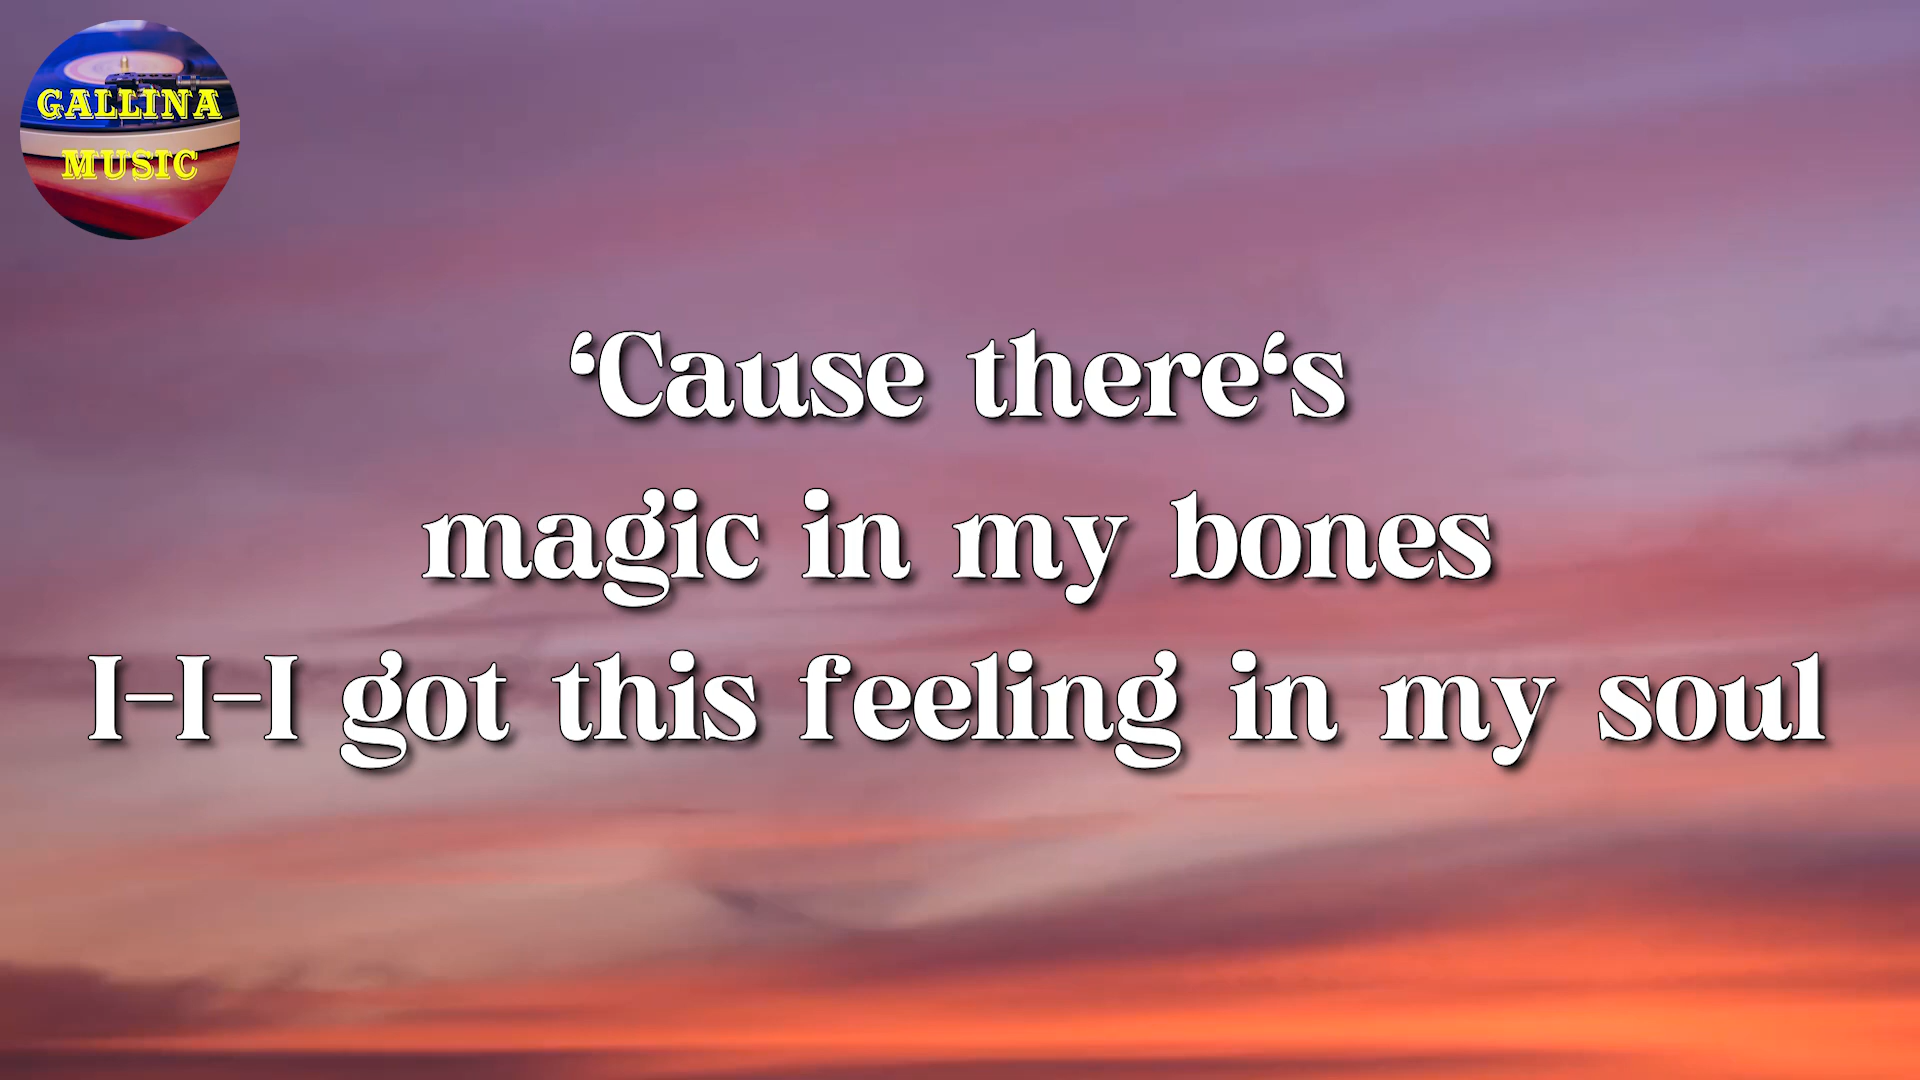 GALLINA
MUSIC
‘Cause there‘s
magic in my bones
I-I-I got this feeling in my soul